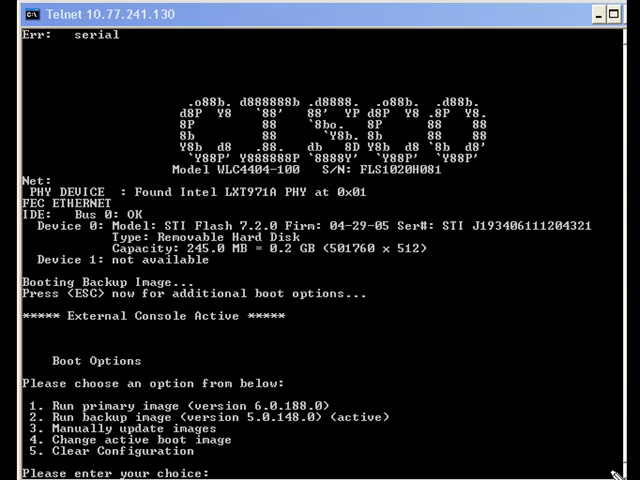 Telnet 10.77.241.130
Err:   serial
.o88b. d888888b .d8888. .o88b. .d88b.
d8P  Y8   `88'   88'  YP d8P  Y8 .8P  Y8.
8P         88    `8bo.   8P      88    88
8b         88      `Y8b. 8b      88    88
Y8b  d8   .88.   db   8D Y8b  d8 `8b  d8'
`Y88P' Y888888P `8888Y'  `Y88P'  `Y88P'
Model WLC4404-100    S/N: FLS1020H081
Net:
PHY DEVICE  : Found Intel LXT971A PHY at 0x01
FEC ETHERNET
IDE:   Bus 0: OK
Device 0: Model: STI Flash 7.2.0 Firm: 04-29-05 Ser#: STI J193406111204321
Type: Removable Hard Disk
Capacity: 245.0 MB = 0.2 GB (501760 x 512)
Device 1: not available
Booting Backup Image...
Press <ESC> now for additional boot options...
***** External Console Active *****
Boot Options
Please choose an option from below:
1. Run primary image (version 6.0.188.0)
2. Run backup image (version 5.0.148.0) (active)
3. Manually update images
4. Change active boot image
5. Clear Configuration
Please enter your choice: